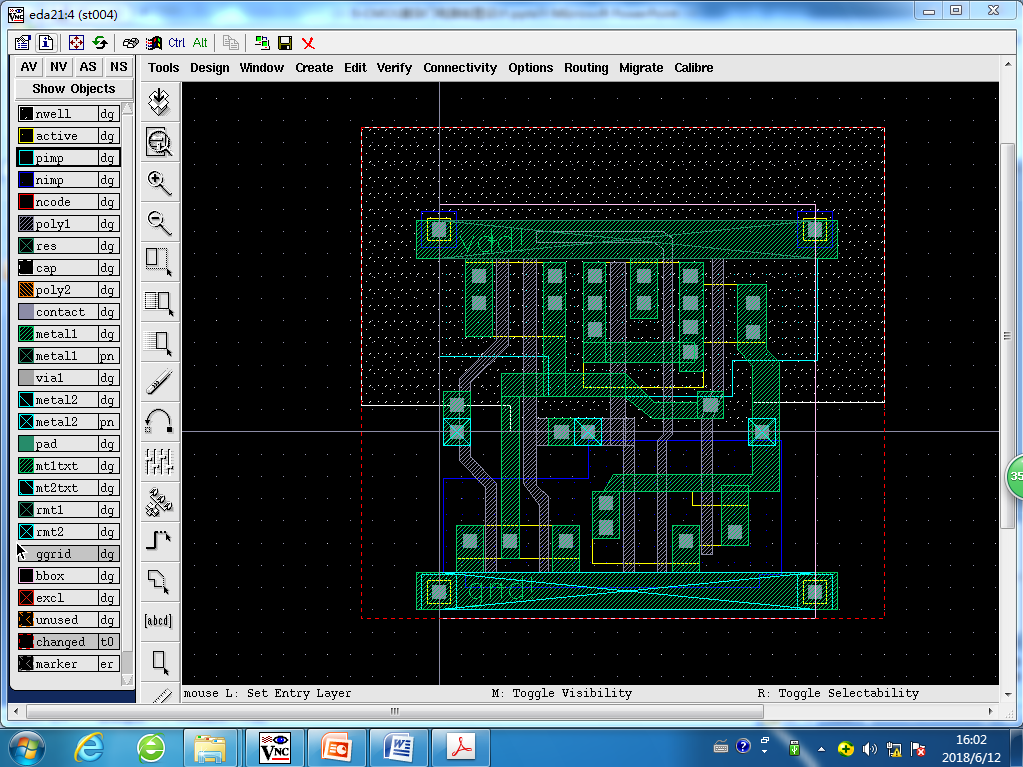 eda21:4 (st004)
Ctrl Alt
AV NV AS NS
Show Objects
Tools Design Window Create Edit Verify Connectivity Options Routing Migrate Calibre
nwell dg
active dg
pimp dg
nimp dg
ncode dg
poly1 dg
res dg
cap dg
poly2 dg
contact dg
metal1 dg
metal1 pn
via1 dg
metal2 dg
metal2 pn
pad dg
mt1txt dg
mt2txt dg
rmt1 dg
rmt2 dg
ggrid dg
bbox dg
excl dg
unused dg
changed t0
marker er
[abcd]
vdd!
gnd!
35
mouse L: Set Entry Layer M: Toggle Visibility R: Toggle Selectability
VNC
16:02
2018/6/12